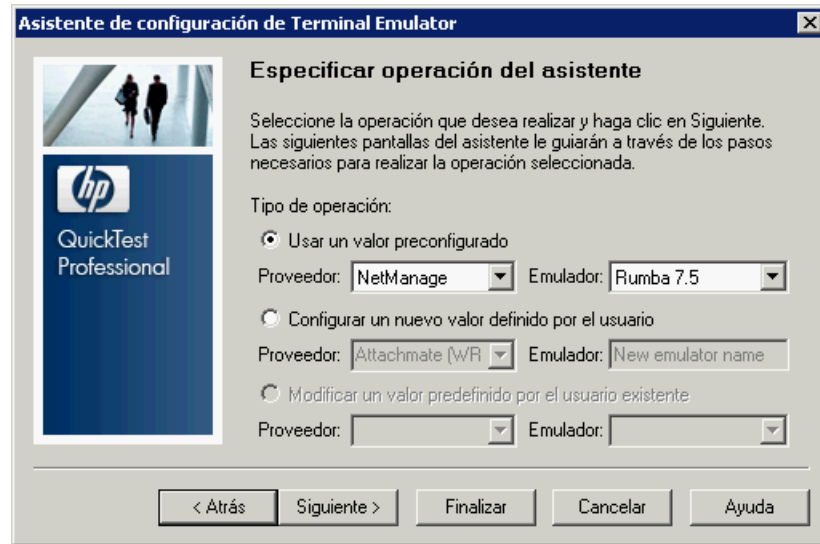 Asistente de configuración de Terminal Emulator
Especificar operación del asistente
Seleccione la operación que desea realizar y haga clic en Siguiente.
Las siguientes pantallas del asistente le guiarán a través de los pasos
necesarios para realizar la operación seleccionada.
hp
QuickTest
Professional
Tipo de operación:
Usar un valor preconfigurado
Proveedor: NetManage Emulador: Rumba 7.5
Configurar un nuevo valor definido por el usuario
Proveedor: Attachmate (WR Emulador: New emulator name
Modificar un valor predefinido por el usuario existente
Proveedor: Emulador:
< Atrás Siguiente > Finalizar Cancelar Ayuda